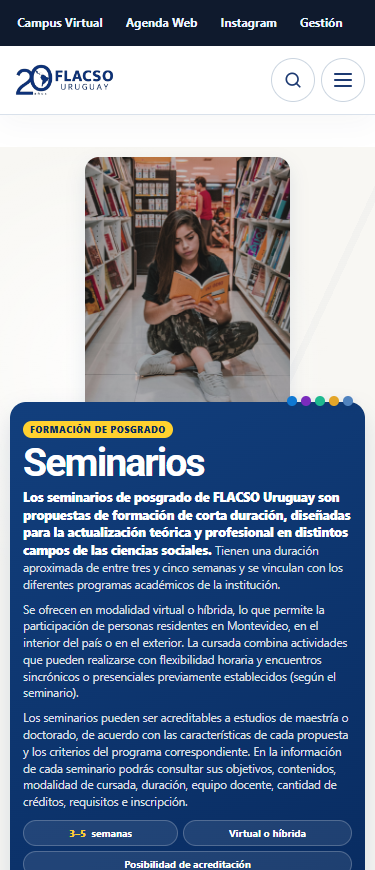 Campus Virtual Agenda Web Instagram Gestión
20 FLACSO
URUGUAY
FORMACIÓN DE POSGRADO
Seminarios
Los seminarios de posgrado de FLACSO Uruguay son
propuestas de formación de corta duración, diseñadas
para la actualización teórica y profesional en distintos
campos de las ciencias sociales. Tienen una duración
aproximada de entre tres y cinco semanas y se vinculan con los
diferentes programas académicos de la institución.
Se ofrecen en modalidad virtual o híbrida, lo que permite la
participación de personas residentes en Montevideo, en el
interior del país o en el exterior. La cursada combina actividades
que pueden realizarse con flexibilidad horaria y encuentros
sincrónicos o presenciales previamente establecidos (según el
seminario).
Los seminarios pueden ser acreditables a estudios de maestría o
doctorado, de acuerdo con las características de cada propuesta
y los criterios del programa correspondiente. En la información
de cada seminario podrás consultar sus objetivos, contenidos,
modalidad de cursada, duración, equipo docente, cantidad de
créditos, requisitos e inscripción.
3–5 semanas
Virtual o híbrida
Posibilidad de acreditación